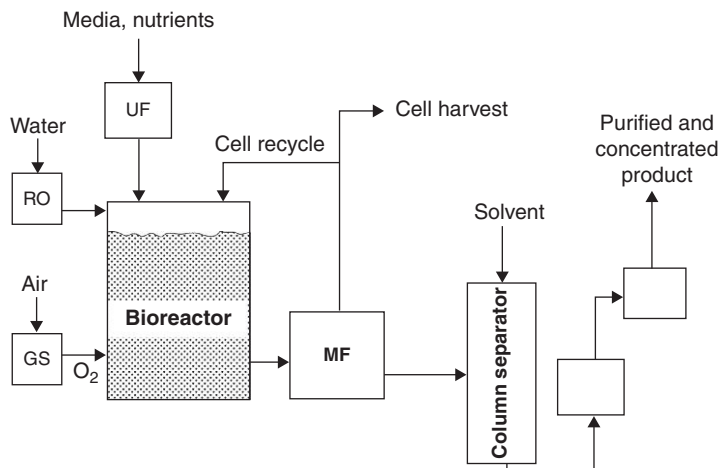 Media, nutrients
UF
Water
RO
Cell recycle
Cell harvest
Air
GS
O2
Bioreactor
MF
Solvent
Column separator
Purified and
concentrated
product